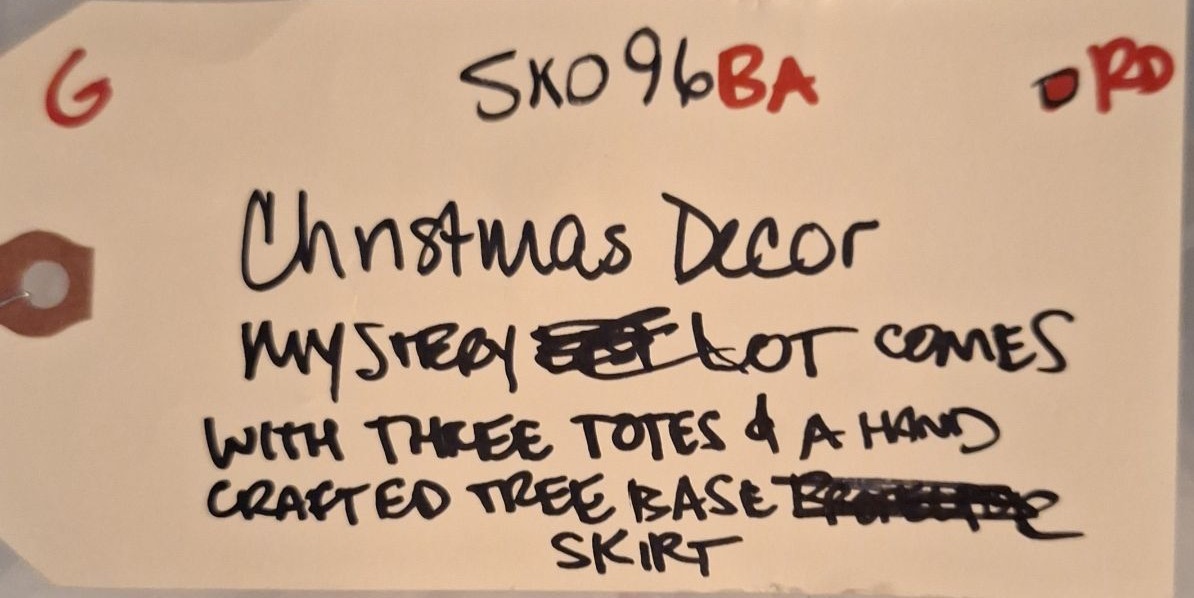 G SK096BA RD
Christmas Decor
MYSTERY LOT COMES
WITH THREE TOTES & A HAND
CRAFTED TREE BASE
SKIRT